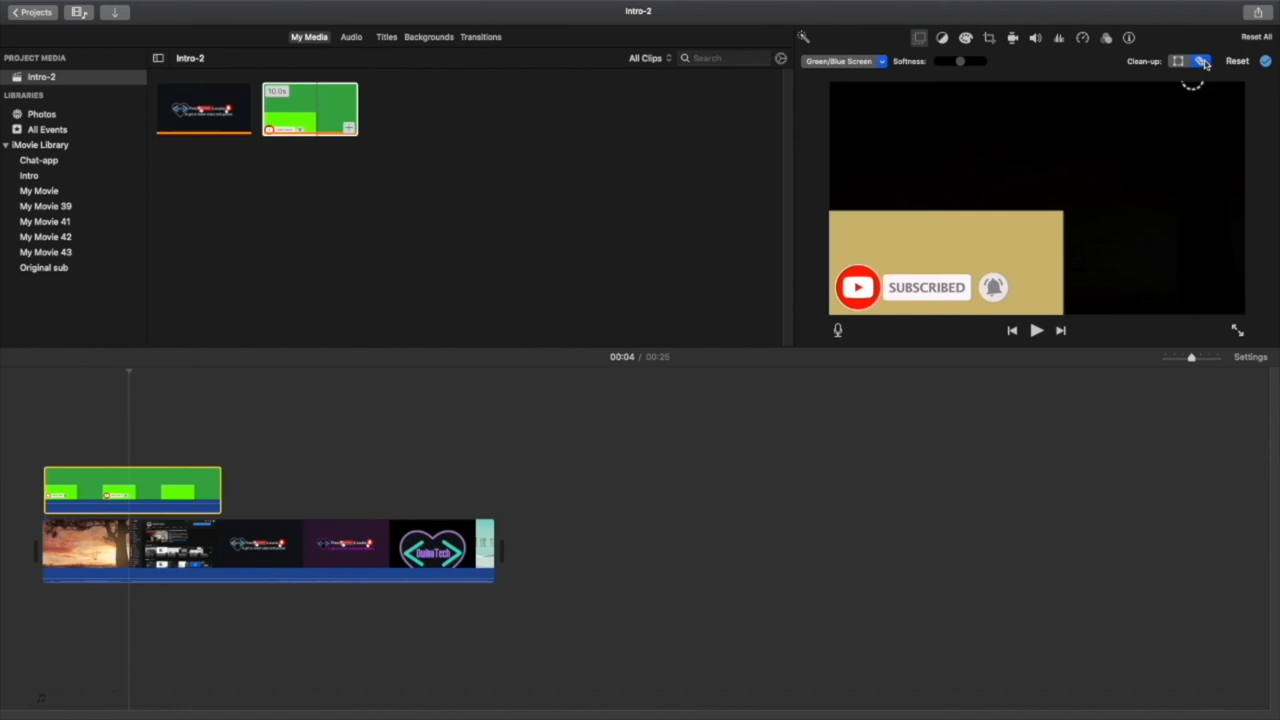 Projects
Intro-2
My Media
Audio
Titles
Backgrounds
Transitions
Reset All
PROJECT MEDIA
Intro-2
LIBRARIES
Photos
All Events
iMovie Library
Chat-app
Intro
My Movie
My Movie 39
My Movie 41
My Movie 42
My Movie 43
Original sub
Intro-2
All Clips
Search
10.0s
Green/Blue Screen
Softness:
Clean-up:
Reset
SUBSCRIBED
00:04 / 00:25
Settings
OulnoTech